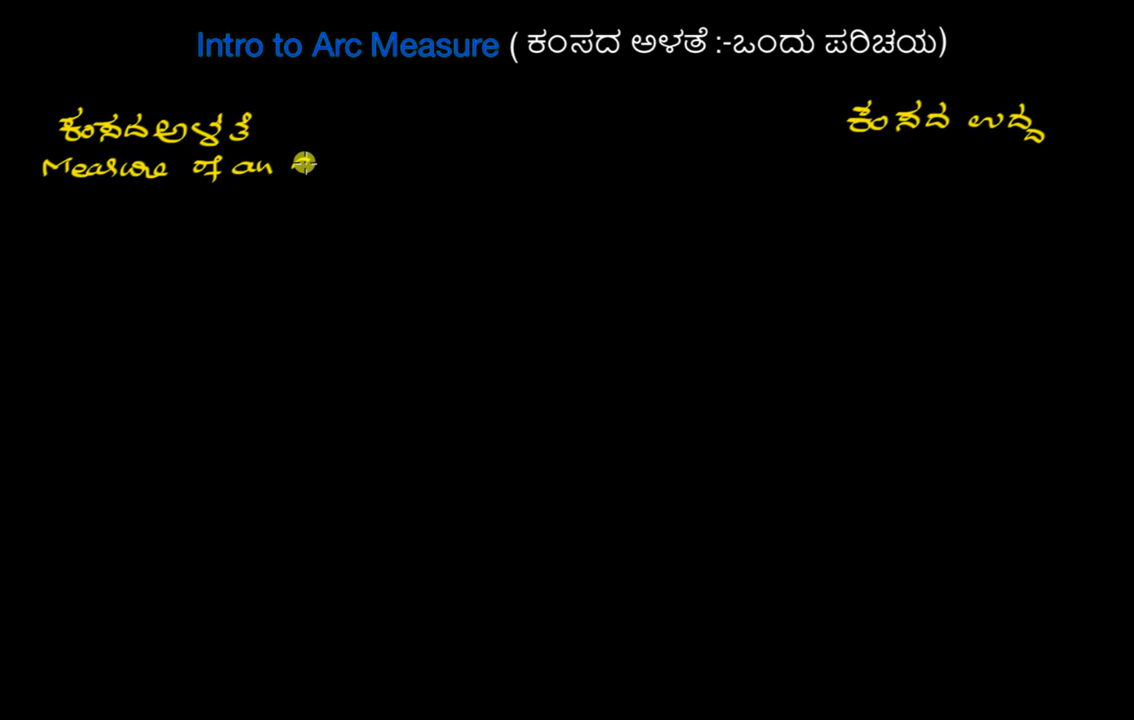 Intro to Arc Measure ( ಕಂಸದ ಅಳತೆ :-ಒಂದು ಪರಿಚಯ)
ಕಂಸದ ಅಳತೆ
ಕಂಸದ ಉದ್ದ
Measure of an